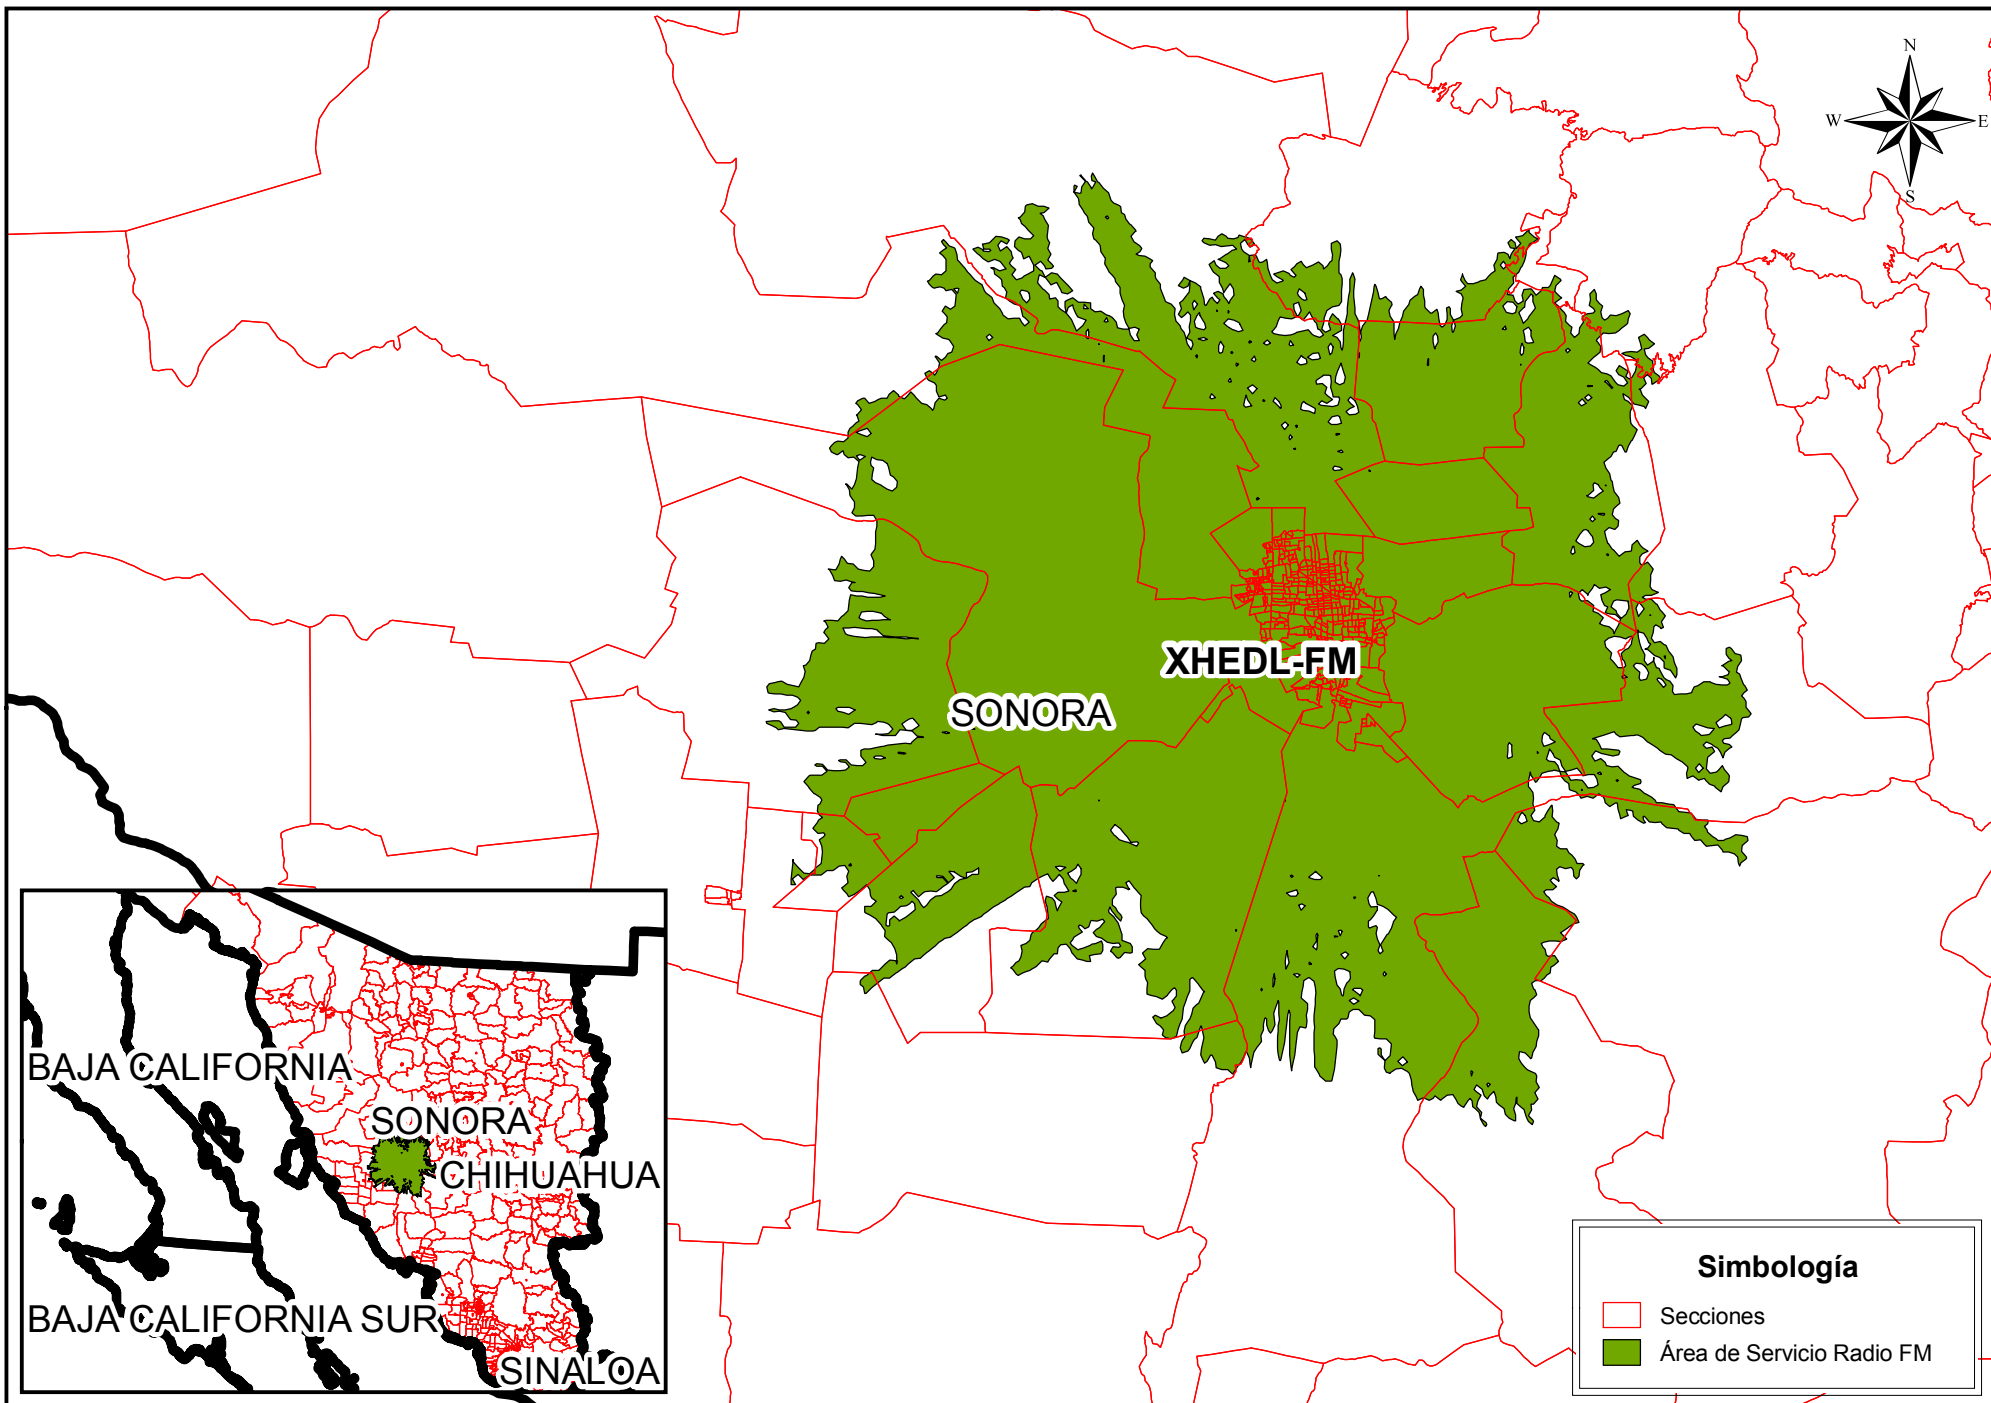 N
W
E
S
XHEDL-FM
SONORA
BAJA CALIFORNIA
SONORA
CHIHUAHUA
BAJA CALIFORNIA SUR
SINALOA
Simbología
Secciones
Área de Servicio Radio FM